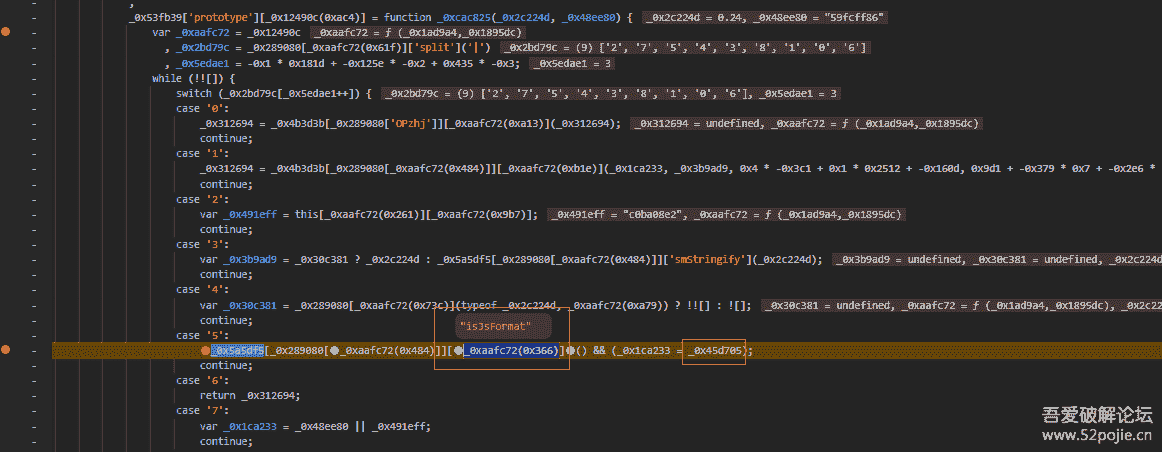 ,
_0x53fb39['prototype'][_0x12490c(0xac4)] = function _0xcac825(_0x2c224d, _0x48ee80) { _0x2c224d = 0.24, _0x48ee80 = "59fcff86"
var _0xaafc72 = _0x12490c _0xaafc72 = ƒ (_0x1ad9a4,_0x1895dc)
, _0x2bd79c = _0x289080[_0xaafc72(0x61f)]['split']('|') _0x2bd79c = (9) ['2', '7', '5', '4', '3', '8', '1', '0', '6']
, _0x5edae1 = -0x1 * 0x181d + -0x125e * -0x2 + 0x435 * -0x3; _0x5edae1 = 3
while (!![]) {
switch (_0x2bd79c[_0x5edae1++]) { _0x2bd79c = (9) ['2', '7', '5', '4', '3', '8', '1', '0', '6'], _0x5edae1 = 3
case '0':
_0x312694 = _0x4b3d3b[_0x289080['OPzhj']][_0xaafc72(0xa13)](_0x312694); _0x312694 = undefined, _0xaafc72 = ƒ (_0x1ad9a4,_0x1895dc)
continue;
case '1':
_0x312694 = _0x4b3d3b[_0x289080[_0xaafc72(0x484)]][_0xaafc72(0xb1e)](_0x1ca233, _0x3b9ad9, 0x4 * -0x3c1 + 0x1 * 0x2512 + -0x160d, 0x9d1 + -0x379 * 0x7 + -0x2e6 *
continue;
case '2':
var _0x491eff = this[_0xaafc72(0x261)][_0xaafc72(0x9b7)]; _0x491eff = "c0ba08e2", _0xaafc72 = ƒ (_0x1ad9a4,_0x1895dc)
continue;
case '3':
var _0x3b9ad9 = _0x30c381 ? _0x2c224d : _0x5a5df5[_0x289080[_0xaafc72(0x484)]]['smStringify'](_0x2c224d); _0x3b9ad9 = undefined, _0x30c381 = undefined, _0x2c224d
continue;
case '4':
var _0x30c381 = _0x289080[_0xaafc72(0x73c)](typeof _0x2c224d, _0xaafc72(0xa79)) ? !![] : ![]; _0x30c381 = undefined, _0xaafc72 = ƒ (_0x1ad9a4,_0x1895dc), _0x2c22
continue;
"isJsFormat"
case '5':
_0x5a5df5[_0x289080[_0xaafc72(0x484)]][_0xaafc72(0x366)]() && (_0x1ca233 = _0x45d705);
continue;
case '6':
return _0x312694;
case '7':
var _0x1ca233 = _0x48ee80 || _0x491eff;
continue;
吾爱破解论坛
www.52pojie.cn